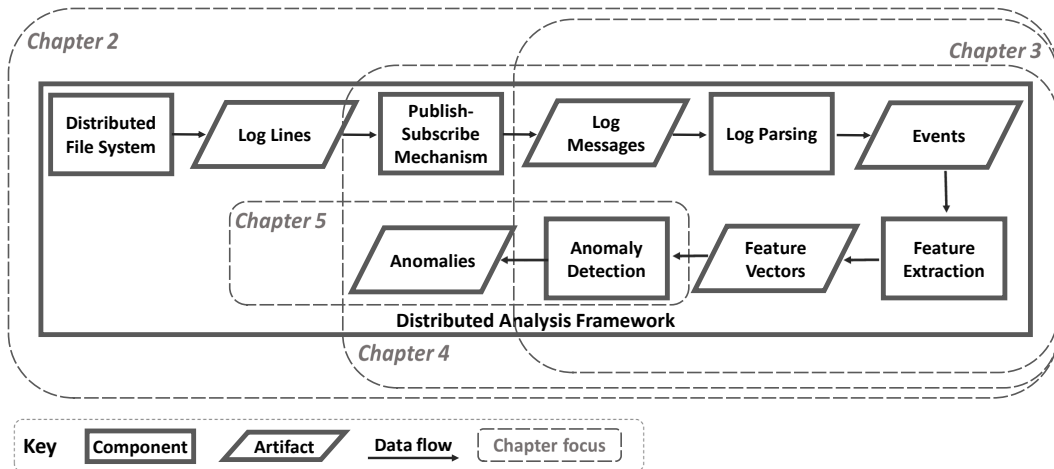 Chapter 2
Chapter 3
Distributed
File System
Log Lines
Publish-
Subscribe
Mechanism
Log
Messages
Log Parsing
Events
Chapter 5
Anomalies
Anomaly
Detection
Feature
Vectors
Feature
Extraction
Distributed Analysis Framework
Chapter 4
Key
Component
Artifact
Data flow
Chapter focus